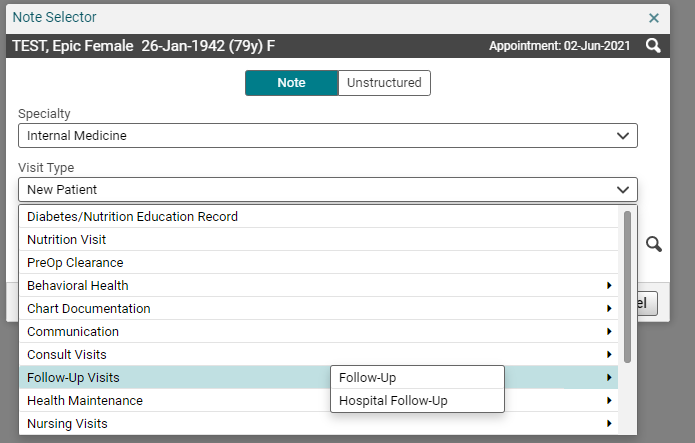 Note Selector
TEST, Epic Female 26-Jan-1942 (79y) F Appointment: 02-Jun-2021
Note Unstructured
Specialty
Internal Medicine
Visit Type
New Patient
Diabetes/Nutrition Education Record
Nutrition Visit
PreOp Clearance
Behavioral Health
Chart Documentation
el
Communication
Consult Visits
Follow-Up Visits
Follow-Up
Health Maintenance
Hospital Follow-Up
Nursing Visits